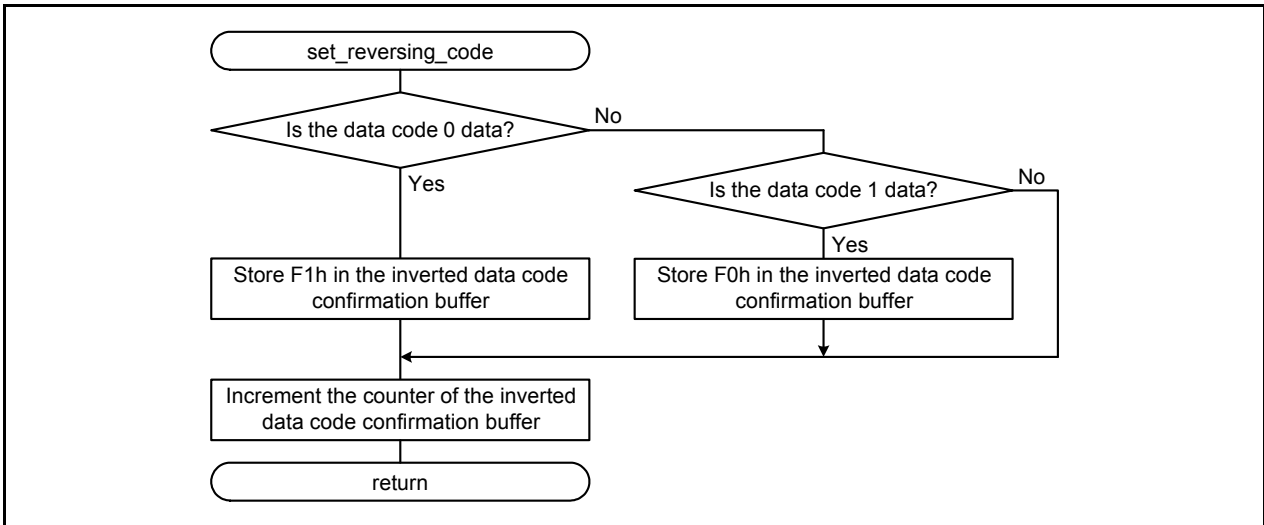 set_reversing_code
Is the data code 0 data?
No
Yes
Is the data code 1 data?
No
Yes
Store F1h in the inverted data code
confirmation buffer
Store F0h in the inverted data code
confirmation buffer
Increment the counter of the inverted
data code confirmation buffer
return